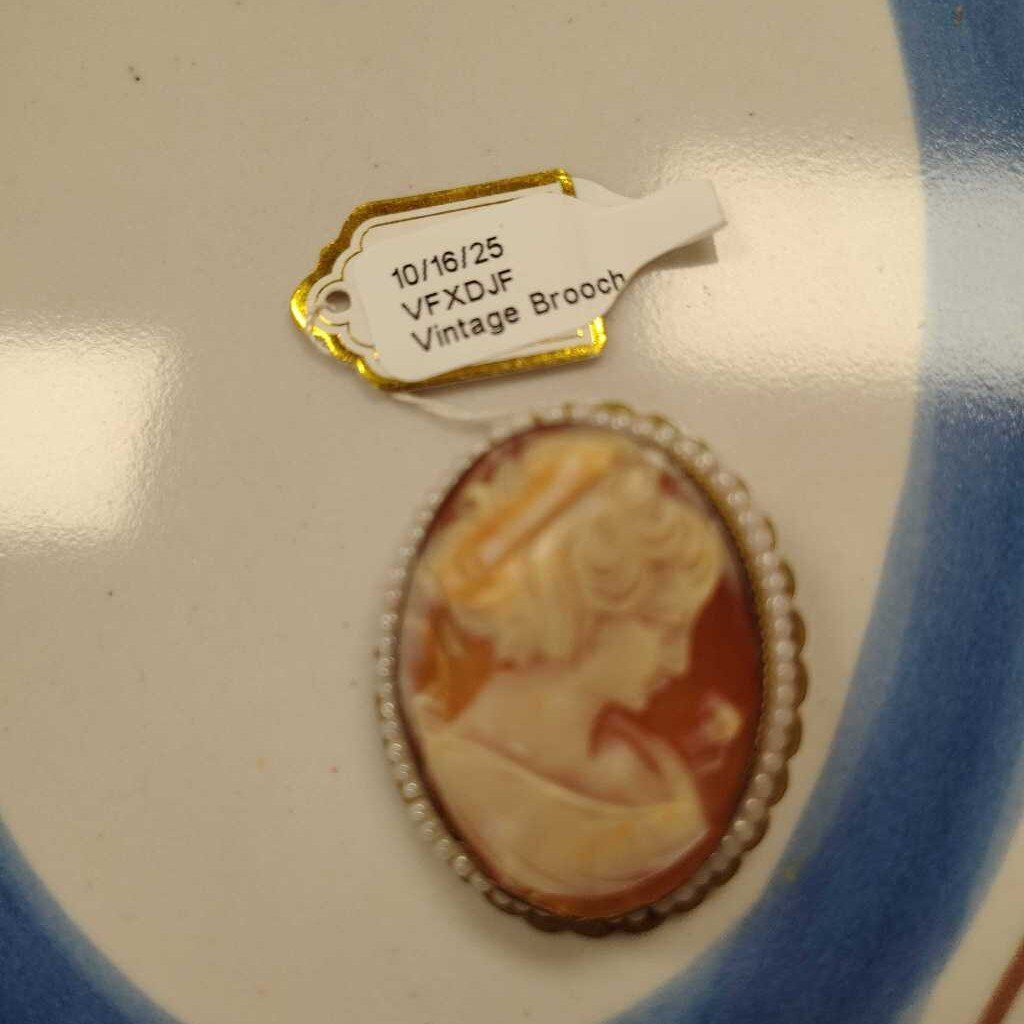 10/16/25
VFXDJF
Vintage Brooch